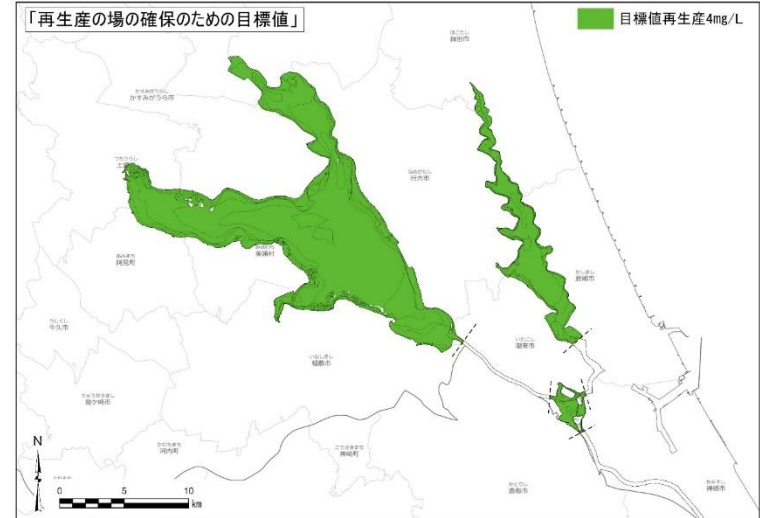 「再生産の場の確保のための目標値」
目標値再生産4mg/L
ほこたし
鉾田市
かすみがうらし
かすみがうら市
つちうらし
土浦市
なめがたし
行方市
みほむら
美浦村
あみまち
阿見町
かしまし
鹿嶋市
うしくし
牛久市
いたこし
潮来市
いなしきし
稲敷市
りゅうがさきし
龍ケ崎市
かわちまち
河内町
こうざきまち
神崎町
かとりし
香取市
かみすし
神栖市
N
0 5 10
km